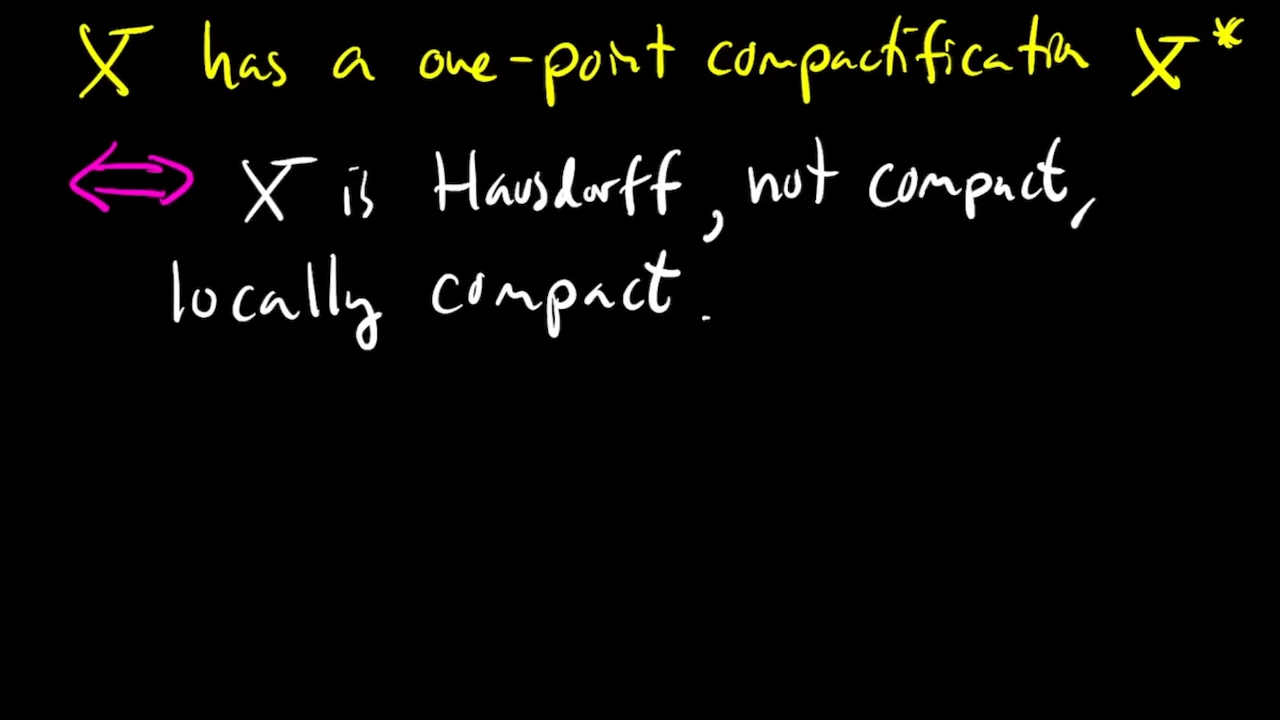 X has a one-point compactification X*
⇔ X is Hausdorff, not compact,
locally compact.